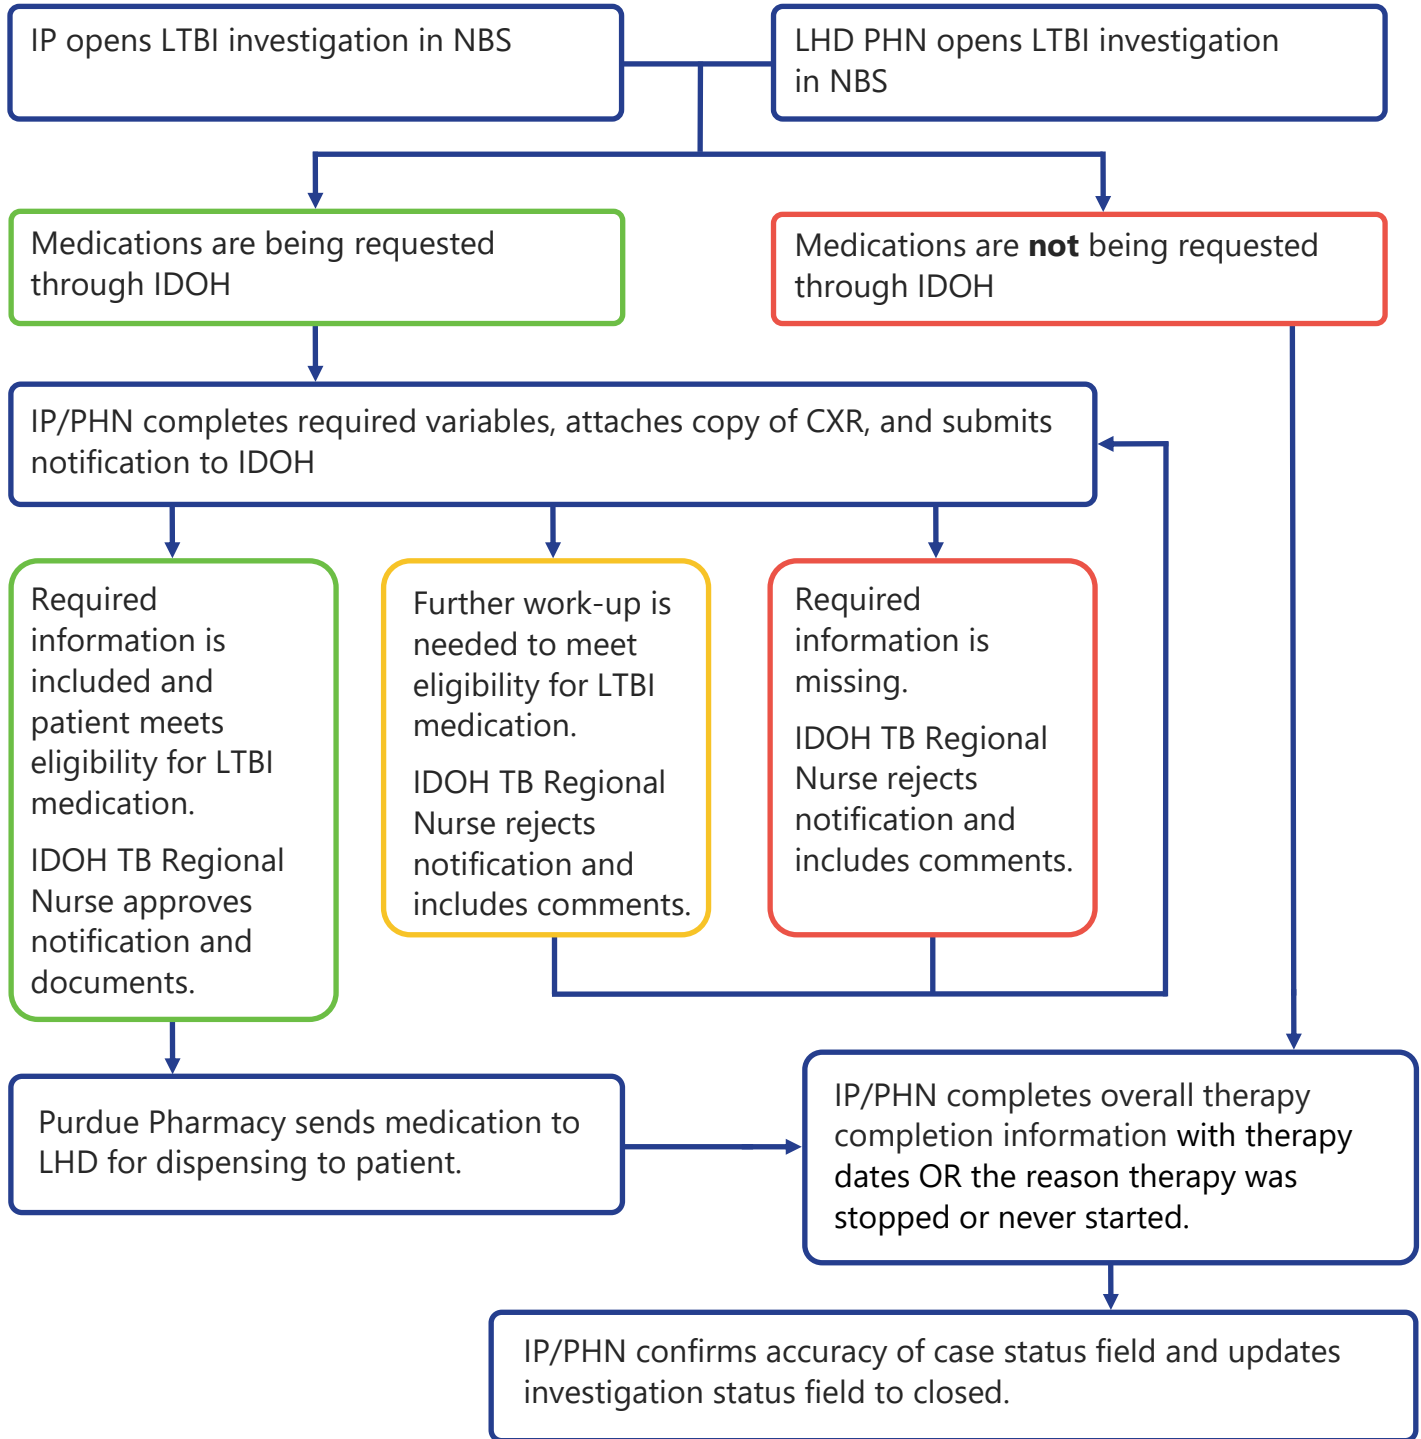 IP opens LTBI investigation in NBS
LHD PHN opens LTBI investigation
in NBS
Medications are being requested
through IDOH
Medications are not being requested
through IDOH
IP/PHN completes required variables, attaches copy of CXR, and submits
notification to IDOH
Required
information is
included and
patient meets
eligibility for LTBI
medication.
IDOH TB Regional
Nurse approves
notification and
documents.
Further work-up is
needed to meet
eligibility for LTBI
medication.
IDOH TB Regional
Nurse rejects
notification and
includes comments.
Required
information is
missing.
IDOH TB Regional
Nurse rejects
notification and
includes comments.
Purdue Pharmacy sends medication to
LHD for dispensing to patient.
IP/PHN completes overall therapy
completion information with therapy
dates OR the reason therapy was
stopped or never started.
IP/PHN confirms accuracy of case status field and updates
investigation status field to closed.